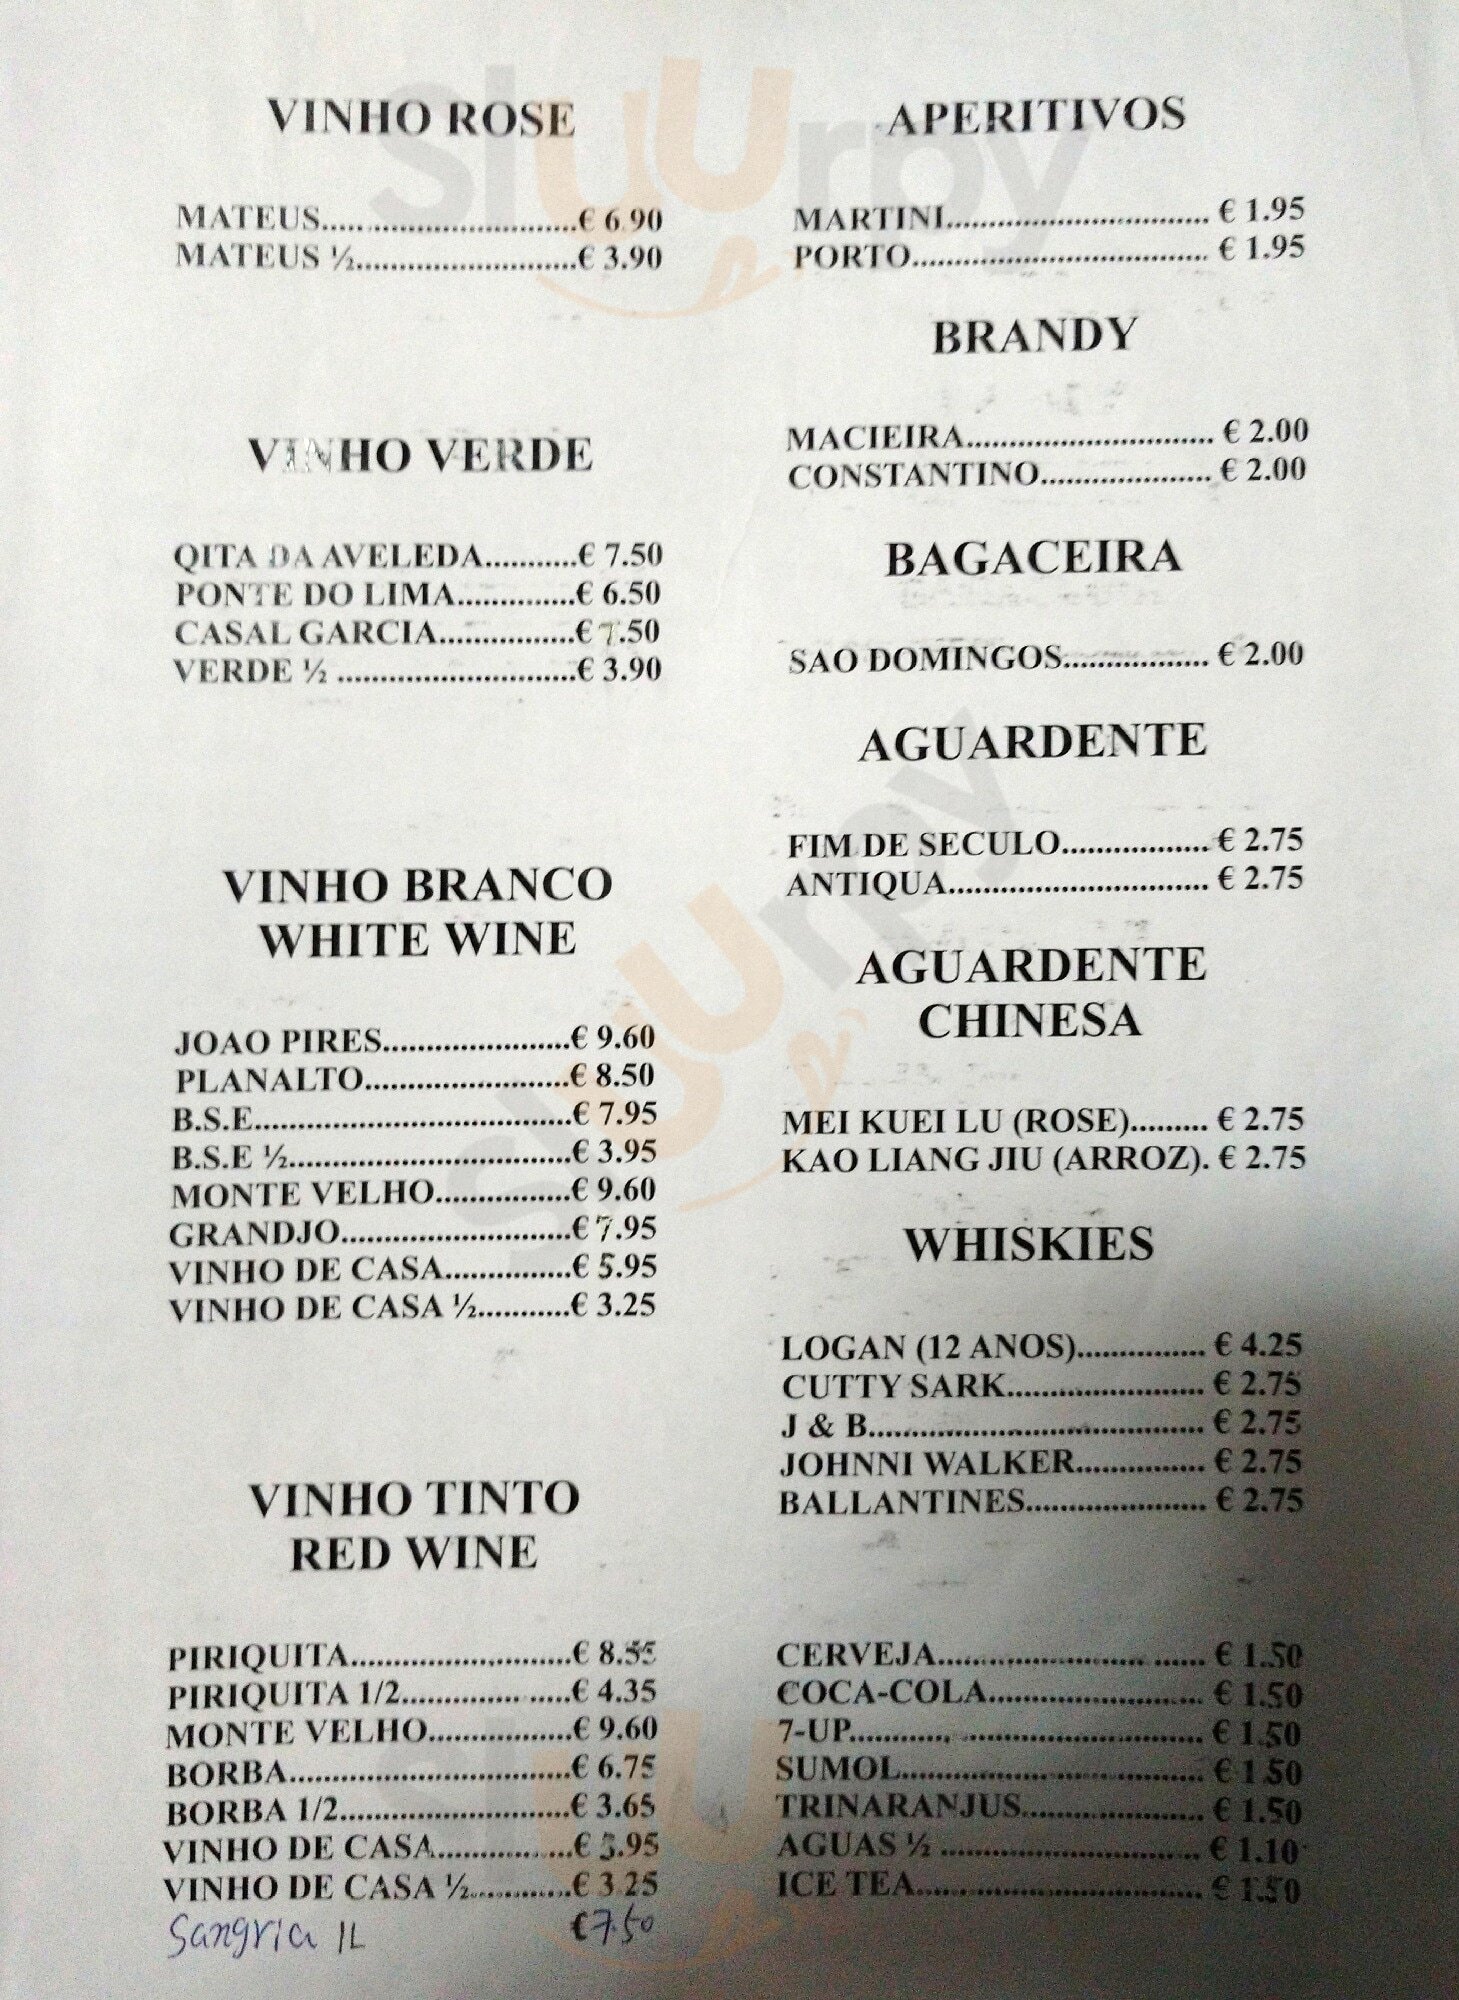 VINHO ROSE
MATEUS..............................€ 6.90
MATEUS ½..........................€ 3.90
VINHO VERDE
QITA DA AVELEDA...........€ 7.50
PONTE DO LIMA..............€ 6.50
CASAL GARCIA................€ 7.50
VERDE ½ ............................€ 3.90
VINHO BRANCO
WHITE WINE
JOAO PIRES......................€ 9.60
PLANALTO........................€ 8.50
B.S.E.....................................€ 7.95
B.S.E ½.................................€ 3.95
MONTE VELHO................€ 9.60
GRANDJO...........................€ 7.95
VINHO DE CASA...............€ 5.95
VINHO DE CASA ½...........€ 3.25
VINHO TINTO
RED WINE
PIRIQUITA..........................€ 8.55
PIRIQUITA 1/2.............. ......€ 4.35
MONTE VELHO.................€ 9.60
BORBA.................................€ 6.75
BORBA 1/2...........................€ 3.65
VINHO DE CASA................€ 5.95
VINHO DE CASA ½............€ 3.25
Sangria 1L €7.50
APERITIVOS
MARTINI............................... € 1.95
PORTO................................... € 1.95
BRANDY
MACIEIRA............................. € 2.00
CONSTANTINO.................... € 2.00
BAGACEIRA
SAO DOMINGOS................. € 2.00
AGUARDENTE
FIM DE SECULO.................. € 2.75
ANTIQUA............................... € 2.75
AGUARDENTE
CHINESA
MEI KUEI LU (ROSE)......... € 2.75
KAO LIANG JIU (ARROZ). € 2.75
WHISKIES
LOGAN (12 ANOS)............... € 4.25
CUTTY SARK....................... € 2.75
J & B....................................... € 2.75
JOHNNI WALKER............... € 2.75
BALLANTINES..................... € 2.75
CERVEJA........................ ...... € 1.50
COCA-COLA......................... € 1.50
7-UP........... ........................... € 1.50
SUMOL................................... € 1.50
TRINARANJUS..................... € 1.50
AGUAS ½ .............................. € 1.10
ICE TEA................................. € 1.50
sluurpy
sluurpy
sluurpy